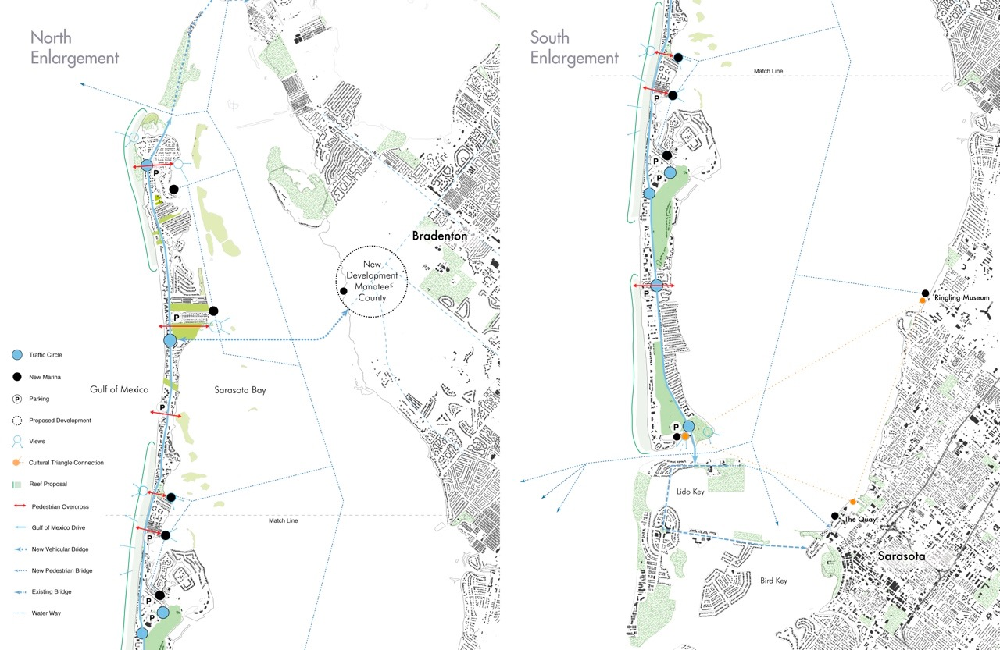 North
Enlargement
P
Bradenton
New
Development
Manatee
County
P
Traffic Circle
New Marina
Gulf of Mexico
Sarasota Bay
P
Parking
P
Proposed Development
Views
Cultural Triangle Connection
Reef Proposal
Pedestrian Overcross
Match Line
Gulf of Mexico Drive
P
New Vehicular Bridge
New Pedestrian Bridge
Existing Bridge
P
Water Way
P
South
Enlargement
Match Line
P
P
P
P
Ringling Museum
P
Lido Key
The Quay
Sarasota
Bird Key